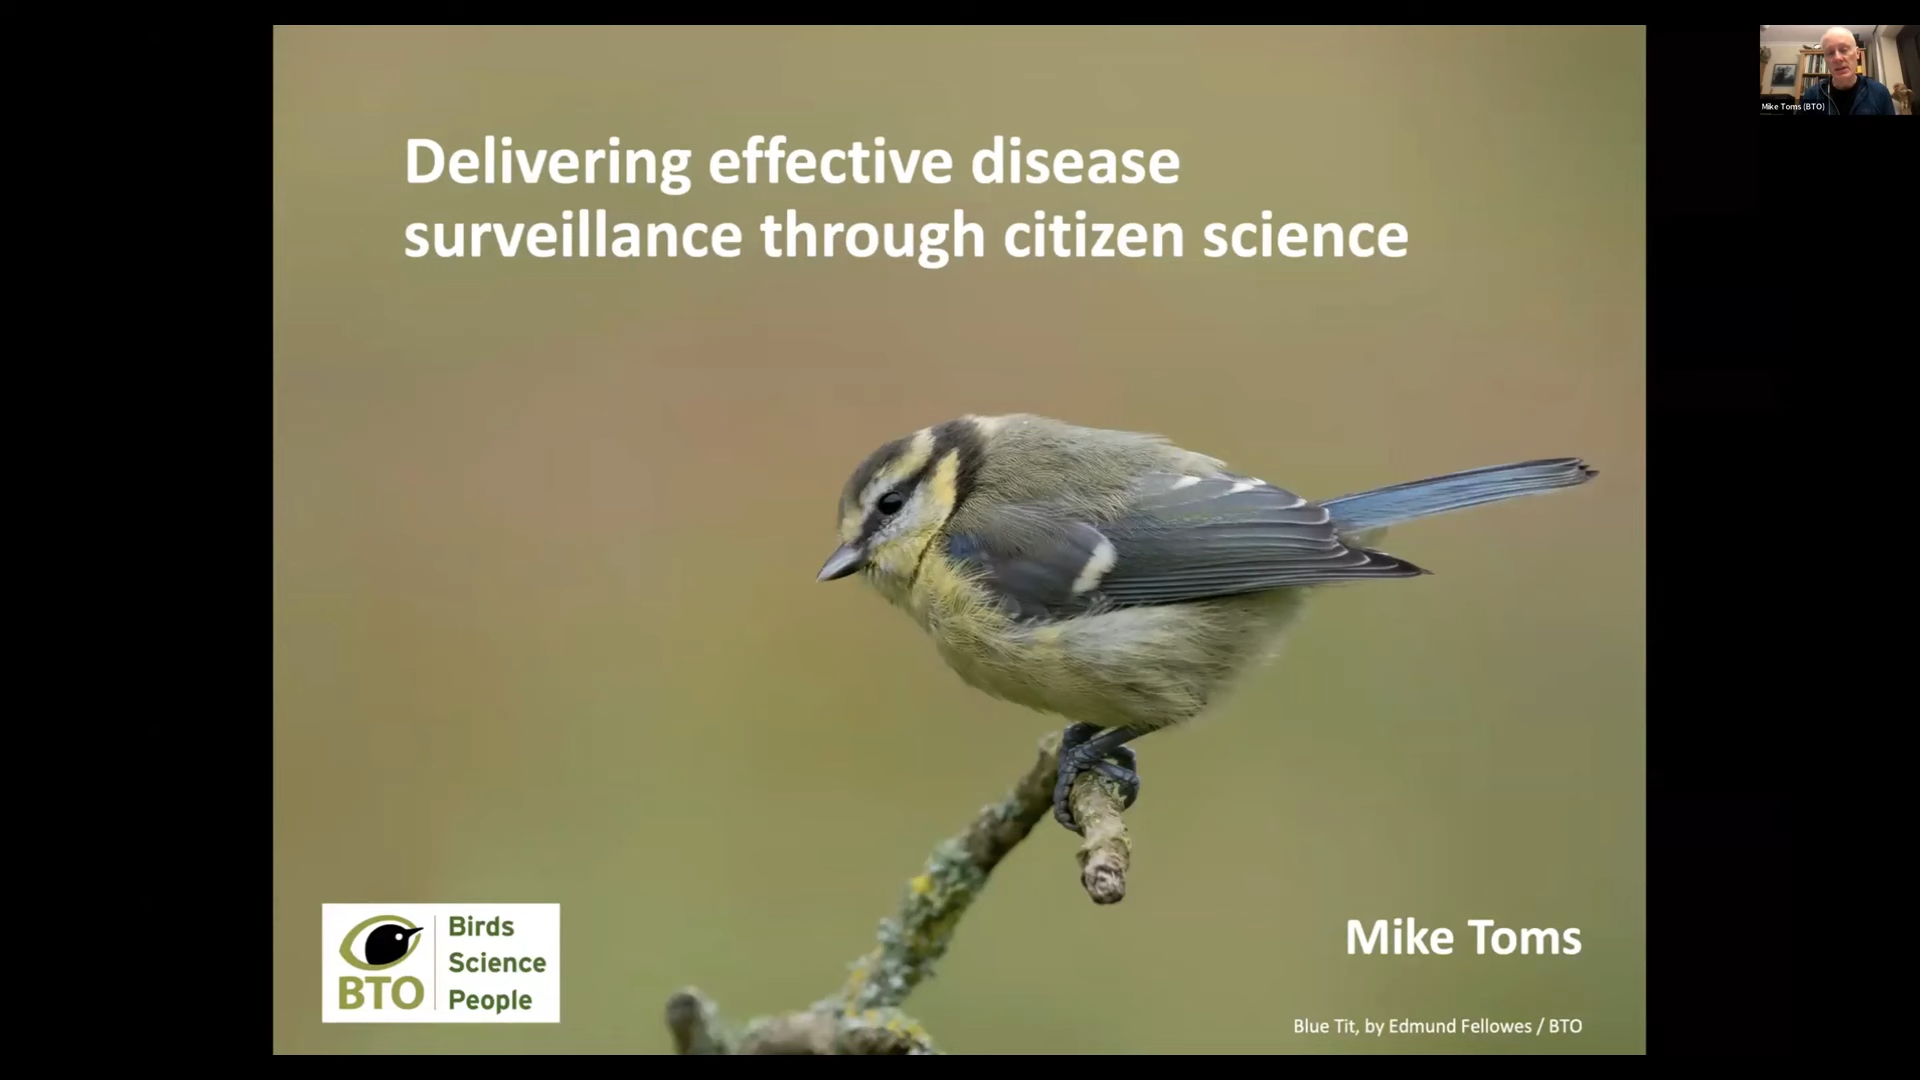 Delivering effective disease
surveillance through citizen science
Mike Toms (BTO)
BTO
Birds
Science
People
Mike Toms
Blue Tit, by Edmund Fellowes / BTO